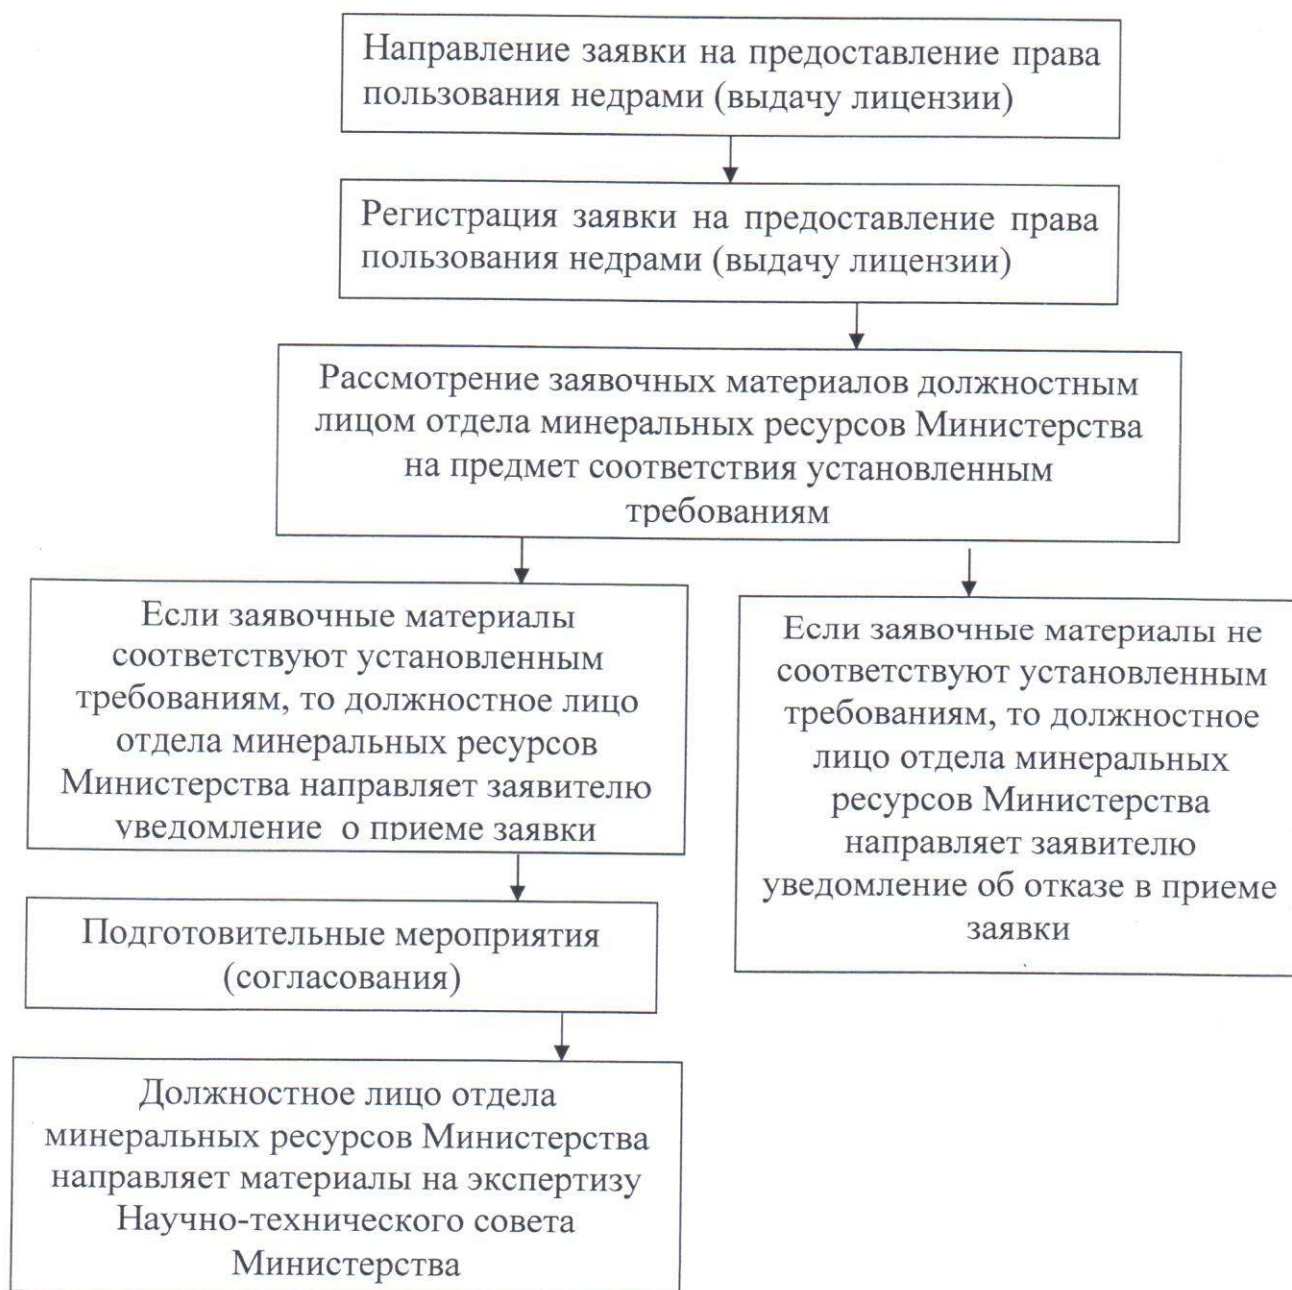 Направление заявки на предоставление права
пользования недрами (выдачу лицензии)
Регистрация заявки на предоставление права
пользования недрами (выдачу лицензии)
Рассмотрение заявочных материалов должностным
лицом отдела минеральных ресурсов Министерства
на предмет соответствия установленным
требованиям
Если заявочные материалы
соответствуют установленным
требованиям, то должностное лицо
отдела минеральных ресурсов
Министерства направляет заявителю
уведомление о приеме заявки
Если заявочные материалы не
соответствуют установленным
требованиям, то должностное
лицо отдела минеральных
ресурсов Министерства
направляет заявителю
уведомление об отказе в приеме
заявки
Подготовительные мероприятия
(согласования)
Должностное лицо отдела
минеральных ресурсов Министерства
направляет материалы на экспертизу
Научно-технического совета
Министерства